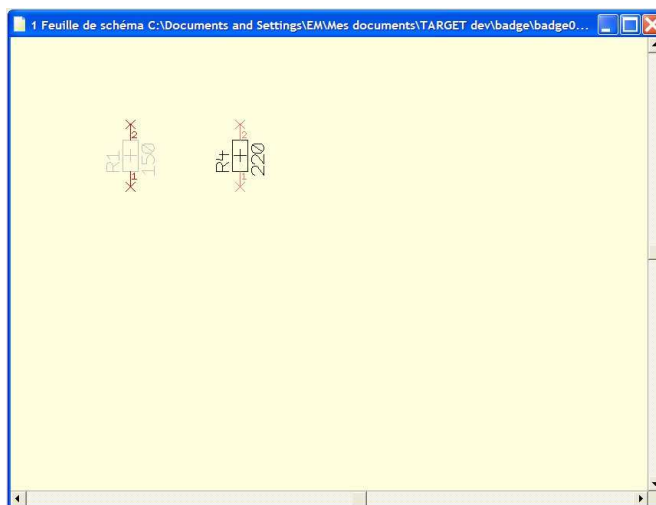 1 Feuille de schéma C:\Documents and Settings\EM\Mes documents\TARGET dev\badge\badge0...
2
R1
150
1
2
R4
220
1